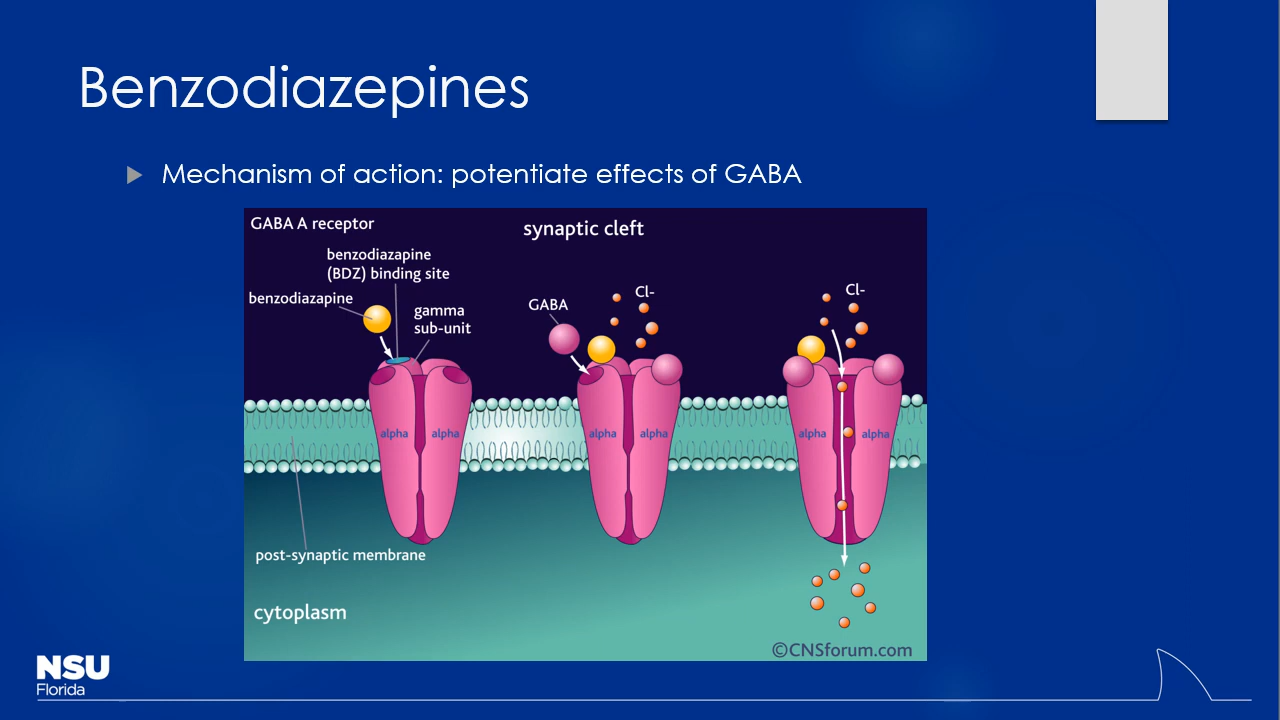 Benzodiazepines
Mechanism of action: potentiate effects of GABA
GABA A receptor
synaptic cleft
benzodiazapine
(BDZ) binding site
benzodiazapine
gamma
sub-unit
GABA
Cl-
Cl-
alpha
alpha
alpha
alpha
alpha
alpha
post-synaptic membrane
cytoplasm
©CNSforum.com
NSU
Florida